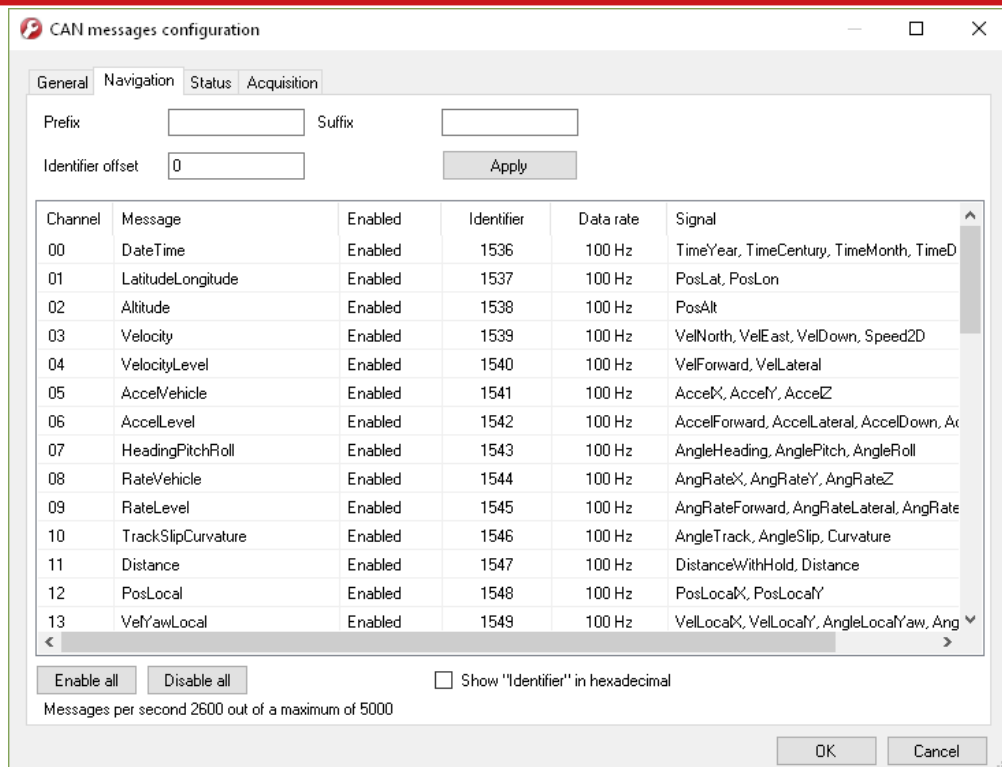 CAN messages configuration
General Navigation Status Acquisition
Prefix Suffix
Identifier offset 0 Apply
Channel Message Enabled Identifier Data rate Signal
00 DateTime Enabled 1536 100 Hz TimeYear, TimeCentury, TimeMonth, TimeD
01 LatitudeLongitude Enabled 1537 100 Hz PosLat, PosLon
02 Altitude Enabled 1538 100 Hz PosAlt
03 Velocity Enabled 1539 100 Hz VelNorth, VelEast, VelDown, Speed2D
04 VelocityLevel Enabled 1540 100 Hz VelForward, VelLateral
05 AccelVehicle Enabled 1541 100 Hz AccelX, AccelY, AccelZ
06 AccelLevel Enabled 1542 100 Hz AccelForward, AccelLateral, AccelDown, Ac
07 HeadingPitchRoll Enabled 1543 100 Hz AngleHeading, AnglePitch, AngleRoll
08 RateVehicle Enabled 1544 100 Hz AngRateX, AngRateY, AngRateZ
09 RateLevel Enabled 1545 100 Hz AngRateForward, AngRateLateral, AngRate
10 TrackSlipCurvature Enabled 1546 100 Hz AngleTrack, AngleSlip, Curvature
11 Distance Enabled 1547 100 Hz DistanceWithHold, Distance
12 PosLocal Enabled 1548 100 Hz PosLocalX, PosLocalY
13 VelYawLocal Enabled 1549 100 Hz VelLocalX, VelLocalY, AngleLocalYaw, Ang
Enable all Disable all Show "Identifier" in hexadecimal
Messages per second 2600 out of a maximum of 5000
OK Cancel